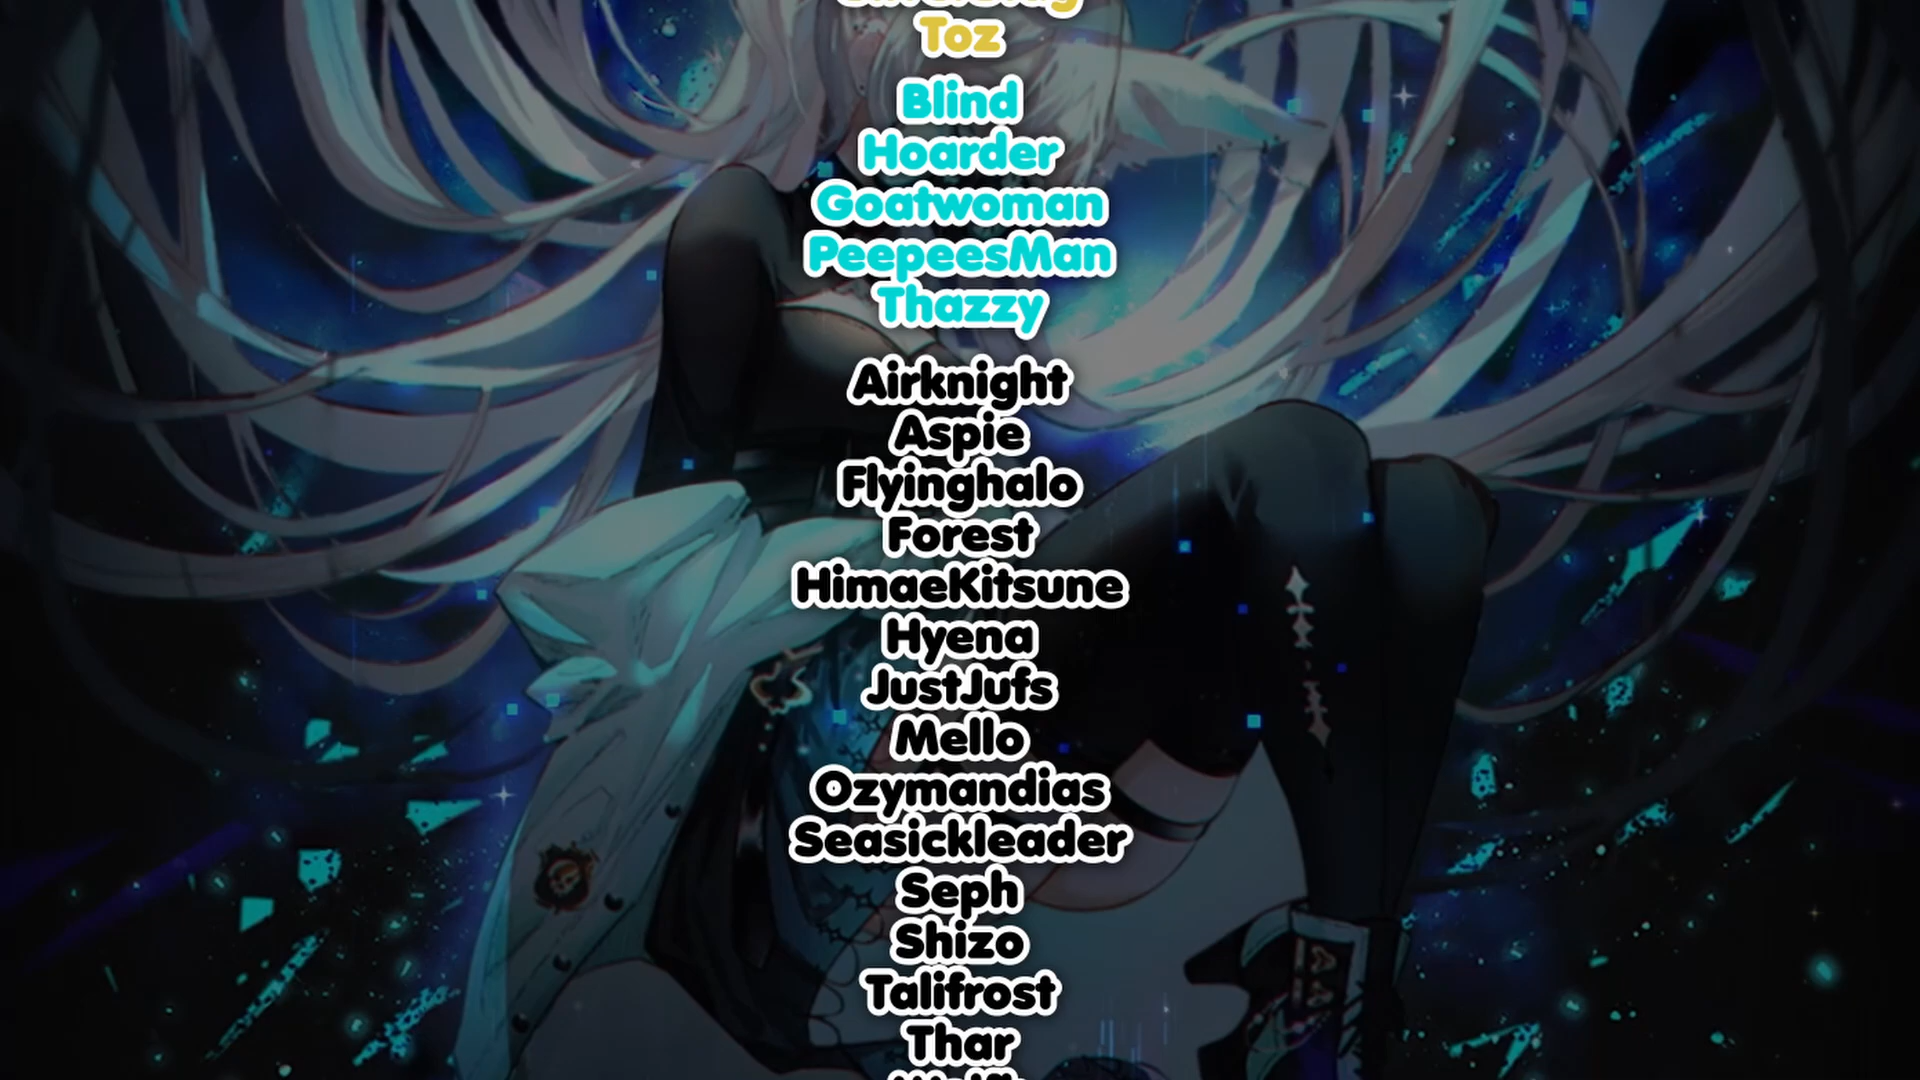 Toz
Blind
Hoarder
Goatwoman
PeepeesMan
Thazzy
Airknight
Aspie
Flyinghalo
Forest
HimaeKitsune
Hyena
JustJufs
Mello
Ozymandias
Seasickleader
Seph
Shizo
Talifrost
Thar